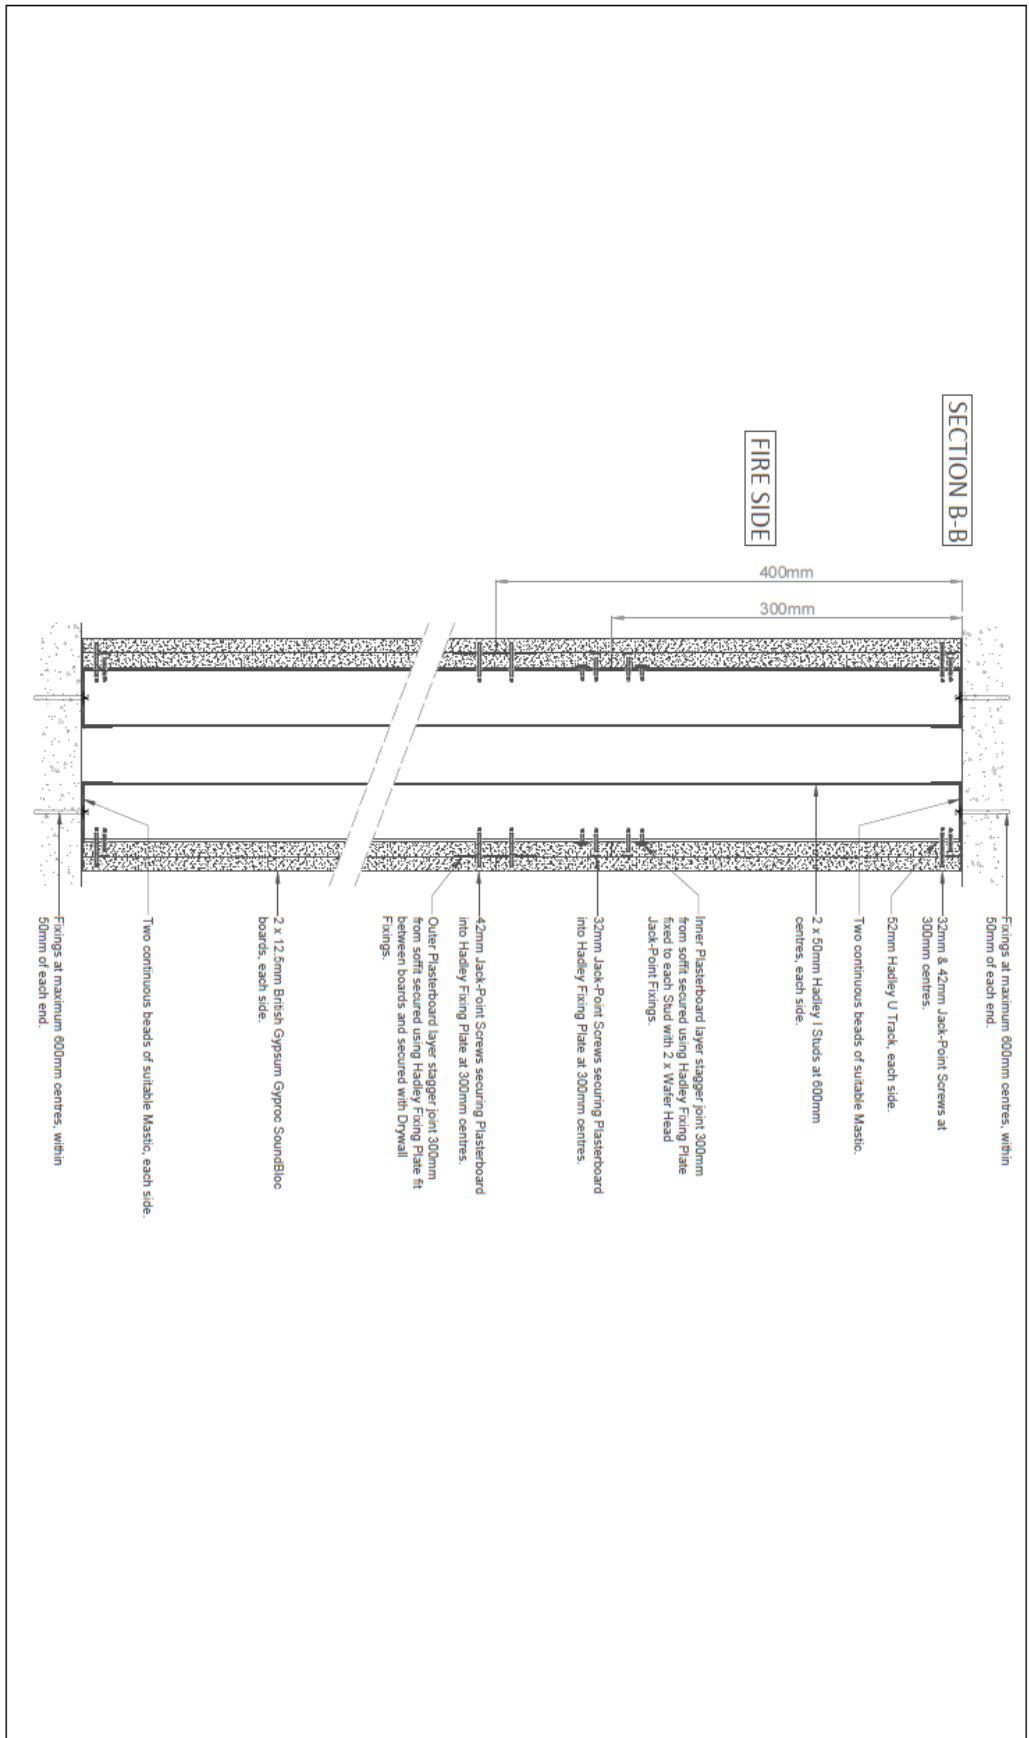 SECTION B-B
FIRE SIDE
400mm
300mm
Fixings at maximum 600mm centres, within
50mm of each end.
32mm & 42mm Jack-Point Screws at
300mm centres.
52mm Hadley U Track, each side.
Two continuous beads of suitable Mastic.
2 x 50mm Hadley I Studs at 600mm
centres, each side.
Inner Plasterboard layer stagger joint 300mm
from soffit secured using Hadley Fixing Plate
fixed to each Stud with 2 x Wafer Head
Jack-Point Fixings.
32mm Jack-Point Screws securing Plasterboard
into Hadley Fixing Plate at 300mm centres.
42mm Jack-Point Screws securing Plasterboard
into Hadley Fixing Plate at 300mm centres.
Outer Plasterboard layer stagger joint 300mm
from soffit secured using Hadley Fixing Plate fit
between boards and secured with Drywall
Fixings.
2 x 12.5mm British Gypsum Gyproc SoundBloc
boards, each side.
Two continuous beads of suitable Mastic, each side.
Fixings at maximum 600mm centres, within
50mm of each end.